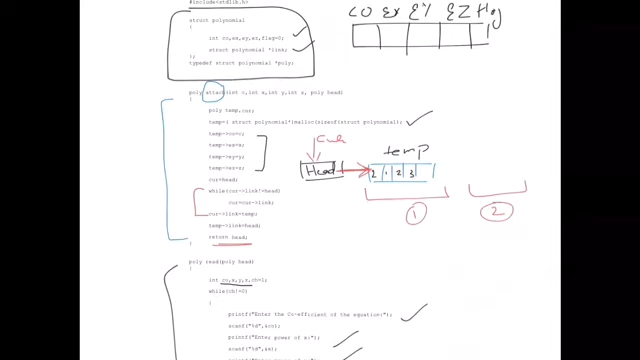 #include<stdlib.h>
struct polynomial
{
int co,ex,ey,ez,flag=0;
struct polynomial *link;
};
typedef struct polynomial *poly;
CO EX EY EZ flag
poly attach(int c,int x,int y,int z, poly head)
{
poly temp,cur;
temp=( struct polynomial*)malloc(sizeof(struct polynomial);
temp->co=c;
temp->ex=x;
temp->ey=y;
temp->ez=z;
cur=head;
while(cur->link!=head)
cur=cur->link;
cur->link=temp;
temp->link=head;
return head;
}
cur
temp
Head
2 1 2 3
1
2
poly read(poly head)
{
int co,x,y,z,ch=1;
while(ch!=0)
{
printf("Enter the Co-efficient of the equation:");
scanf("%d",&co);
printf("Enter power of x:");
scanf("%d",&x);